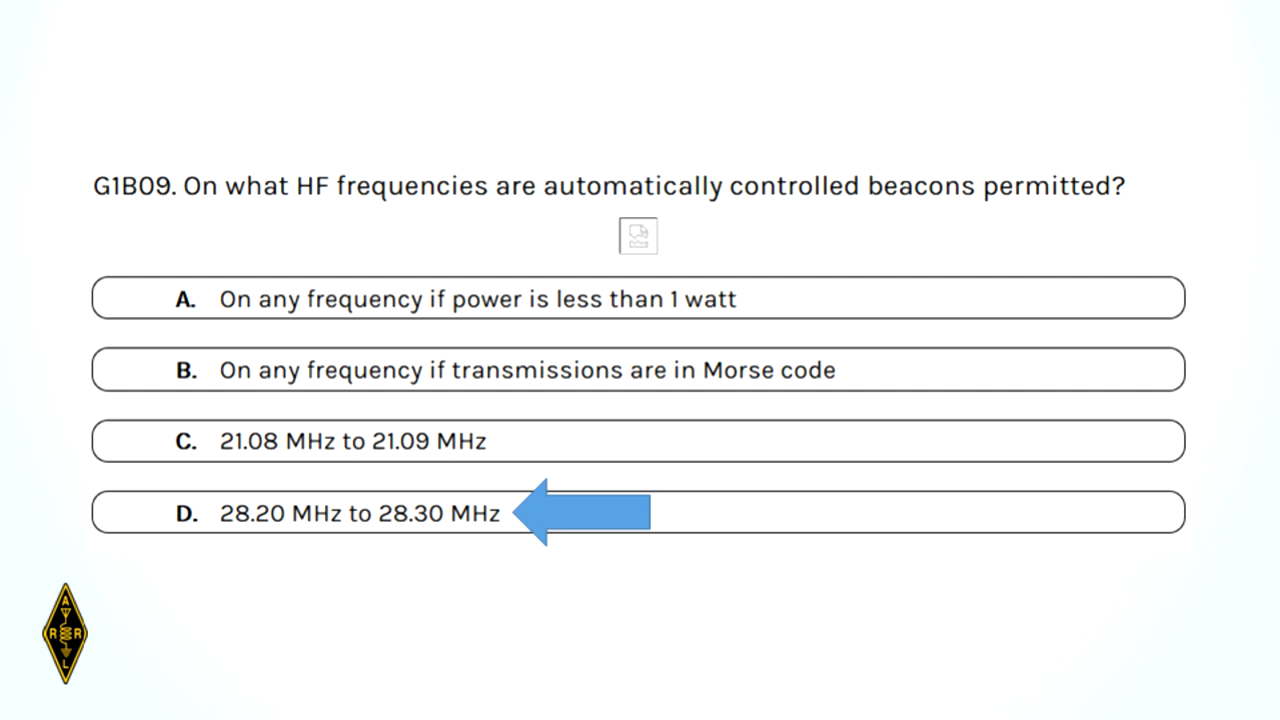 G1B09. On what HF frequencies are automatically controlled beacons permitted?
A. On any frequency if power is less than 1 watt
B. On any frequency if transmissions are in Morse code
C. 21.08 MHz to 21.09 MHz
D. 28.20 MHz to 28.30 MHz
A
R R
L